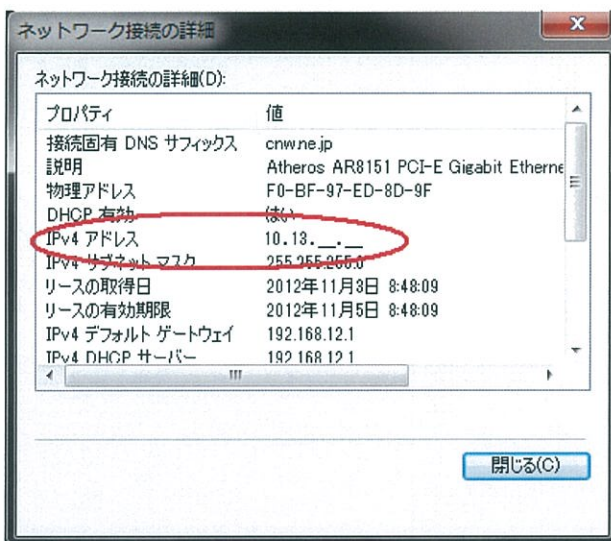 ネットワーク接続の詳細
ネットワーク接続の詳細(D):
プロパティ 値
接続固有 DNS サフィックス cnw.ne.jp
説明 Atheros AR8151 PCI-E Gigabit Etherne
物理アドレス F0-BF-97-ED-8D-9F
DHCP 有効 はい
IPv4 アドレス 10.13.__.__
IPv4 サブネット マスク 255.255.255.0
リースの取得日 2012年11月3日 8:48:09
リースの有効期限 2012年11月5日 8:48:09
IPv4 デフォルト ゲートウェイ 192.168.12.1
IPv4 DHCP サーバー 192.168.12.1
閉じる(C)